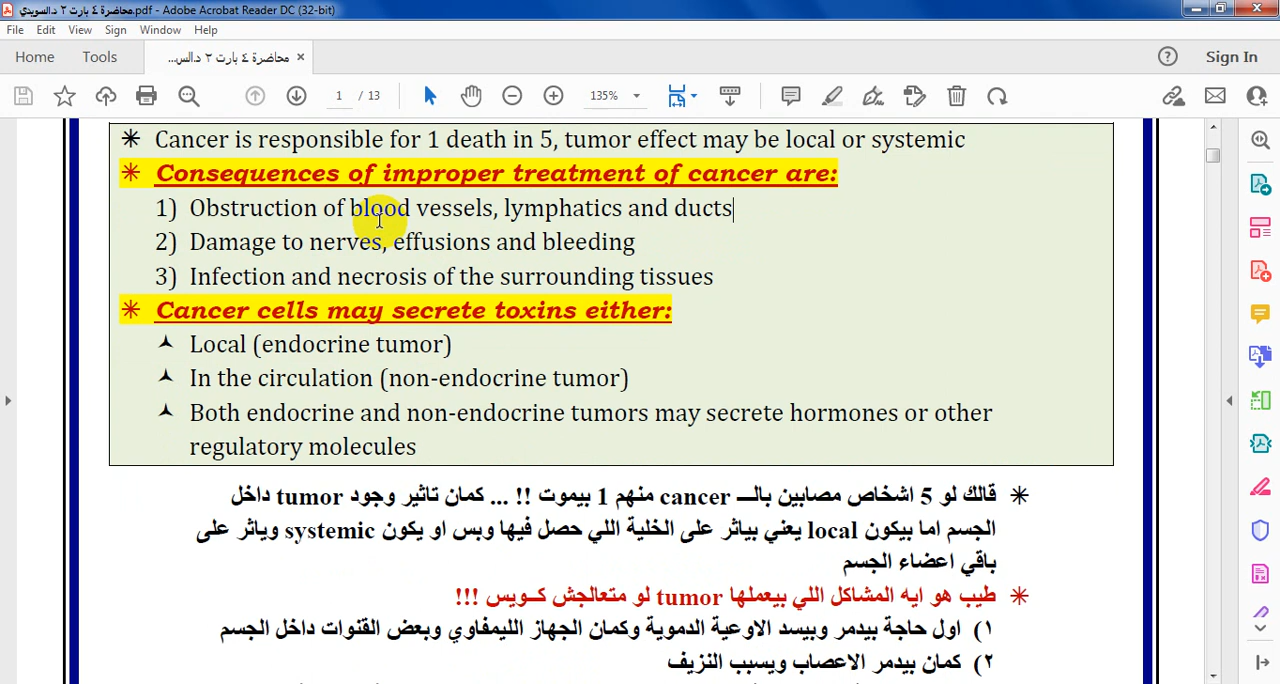 محاضرة ٤ بارت ٢ د.السويدي.pdf - Adobe Acrobat Reader DC (32-bit)
File Edit View Sign Window Help
Home Tools محاضرة ٤ بارت ٢ د.الس... × Sign In
1 / 13 135%
Cancer is responsible for 1 death in 5, tumor effect may be local or systemic
Consequences of improper treatment of cancer are:
1) Obstruction of blood vessels, lymphatics and ducts
2) Damage to nerves, effusions and bleeding
3) Infection and necrosis of the surrounding tissues
Cancer cells may secrete toxins either:
Local (endocrine tumor)
In the circulation (non-endocrine tumor)
Both endocrine and non-endocrine tumors may secrete hormones or other
regulatory molecules
قالك لو 5 اشخاص مصابين بالـــ cancer منهم 1 بيموت !! ... كمان تاثير وجود tumor داخل
الجسم اما بيكون local يعني بياثر على الخلية اللي حصل فيها وبس او يكون systemic وياثر على
باقي اعضاء الجسم
طيب هو ايه المشاكل اللي بيعملها tumor لو متعالجش كــويس !!!
١) اول حاجة بيدمر وبيسد الاوعية الدموية وكمان الجهاز الليمفاوي وبعض القنوات داخل الجسم
٢) كمان بيدمر الاعصاب ويسبب النزيف